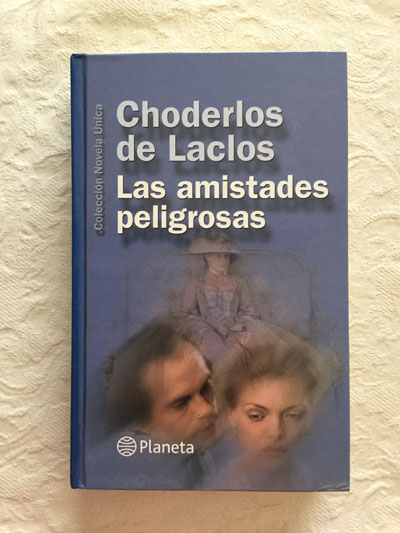 Colección Novela Única
Choderlos
de Laclos
Las amistades
peligrosas
Planeta